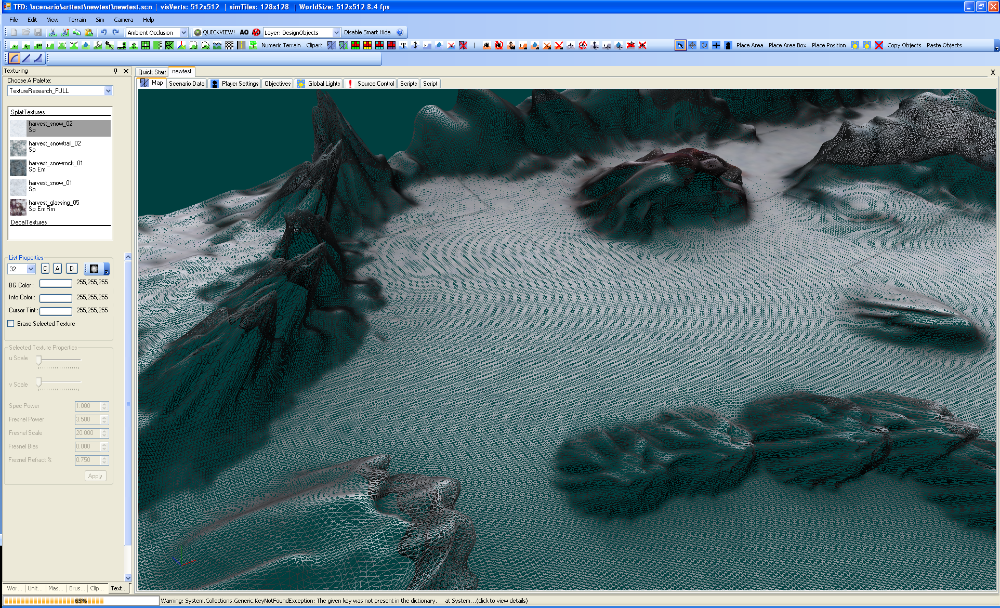 TED: \scenario\arttest\newtest\newtest.scn | visVerts: 512x512 | simTiles: 128x128 | WorldSize: 512x512 8.4 fps
File Edit View Terrain Sim Camera Help
Ambient Occlusion QUICKVIEW! AO Layer: DesignObjects Disable Smart Hide
Numeric Terrain Clipart T Place Area Place Area Box Place Position Copy Objects Paste Objects
Texturing
Quick Start newtest X
Choose A Palette:
Map Scenario Data Player Settings Objectives Global Lights Source Control Scripts Script
TextureResearch_FULL
SplatTextures
harvest_snow_02
Sp
harvest_snowtrail_02
Sp
harvest_snowrock_01
Sp Em
harvest_snow_01
Sp
harvest_glassing_05
Sp Em Rm
DecalTextures
List Properties
32 C A D
BG Color : 255,255,255
Info Color : 255,255,255
Cursor Tint : 255,255,255
Erase Selected Texture
Selected Texture Properties
u Scale
v Scale
Spec Power 1.000
Fresnel Power 3.500
Fresnel Scale 20.000
Fresnel Bias 0.000
Fresnel Refract % 0.750
Apply
Wor... Unit... Mas... Brus... Clip... Text...
65% Warning: System.Collections.Generic.KeyNotFoundException: The given key was not present in the dictionary. at System...(click to view details)